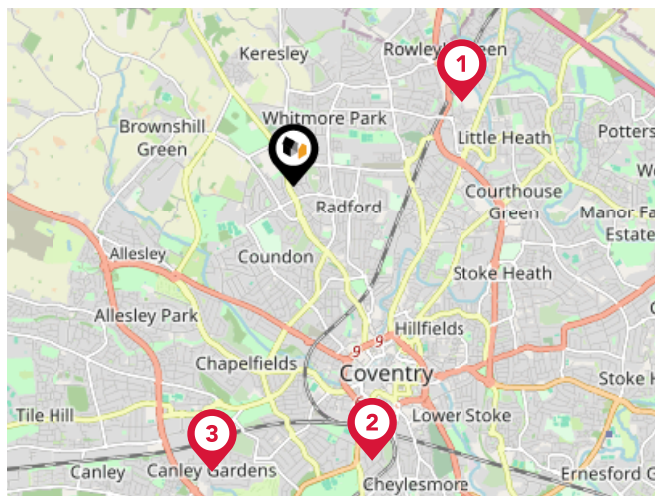 Keresley
Rowley's Green
1
Whitmore Park
Brownshill
Green
Little Heath
Potters
Courthouse
Green
Radford
Manor Fa
Estate
Allesley
Coundon
Stoke Heath
Allesley Park
Hillfields
9
9
Chapelfields
Coventry
Stoke H
Tile Hill
2
Lower Stoke
3
Canley
Canley Gardens
Cheylesmore
Ernesford G